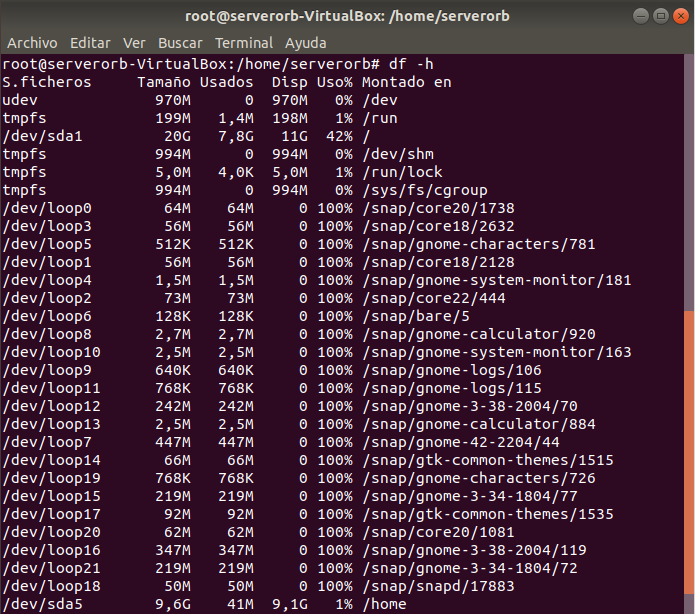 root@serverorb-VirtualBox: /home/serverorb
Archivo Editar Ver Buscar Terminal Ayuda
root@serverorb-VirtualBox:/home/serverorb# df -h
S.ficheros Tamaño Usados Disp Uso% Montado en
udev 970M 0 970M 0% /dev
tmpfs 199M 1,4M 198M 1% /run
/dev/sda1 20G 7,8G 11G 42% /
tmpfs 994M 0 994M 0% /dev/shm
tmpfs 5,0M 4,0K 5,0M 1% /run/lock
tmpfs 994M 0 994M 0% /sys/fs/cgroup
/dev/loop0 64M 64M 0 100% /snap/core20/1738
/dev/loop3 56M 56M 0 100% /snap/core18/2632
/dev/loop5 512K 512K 0 100% /snap/gnome-characters/781
/dev/loop1 56M 56M 0 100% /snap/core18/2128
/dev/loop4 1,5M 1,5M 0 100% /snap/gnome-system-monitor/181
/dev/loop2 73M 73M 0 100% /snap/core22/444
/dev/loop6 128K 128K 0 100% /snap/bare/5
/dev/loop8 2,7M 2,7M 0 100% /snap/gnome-calculator/920
/dev/loop10 2,5M 2,5M 0 100% /snap/gnome-system-monitor/163
/dev/loop9 640K 640K 0 100% /snap/gnome-logs/106
/dev/loop11 768K 768K 0 100% /snap/gnome-logs/115
/dev/loop12 242M 242M 0 100% /snap/gnome-3-38-2004/70
/dev/loop13 2,5M 2,5M 0 100% /snap/gnome-calculator/884
/dev/loop7 447M 447M 0 100% /snap/gnome-42-2204/44
/dev/loop14 66M 66M 0 100% /snap/gtk-common-themes/1515
/dev/loop19 768K 768K 0 100% /snap/gnome-characters/726
/dev/loop15 219M 219M 0 100% /snap/gnome-3-34-1804/77
/dev/loop17 92M 92M 0 100% /snap/gtk-common-themes/1535
/dev/loop20 62M 62M 0 100% /snap/core20/1081
/dev/loop16 347M 347M 0 100% /snap/gnome-3-38-2004/119
/dev/loop21 219M 219M 0 100% /snap/gnome-3-34-1804/72
/dev/loop18 50M 50M 0 100% /snap/snapd/17883
/dev/sda5 9,6G 41M 9,1G 1% /home